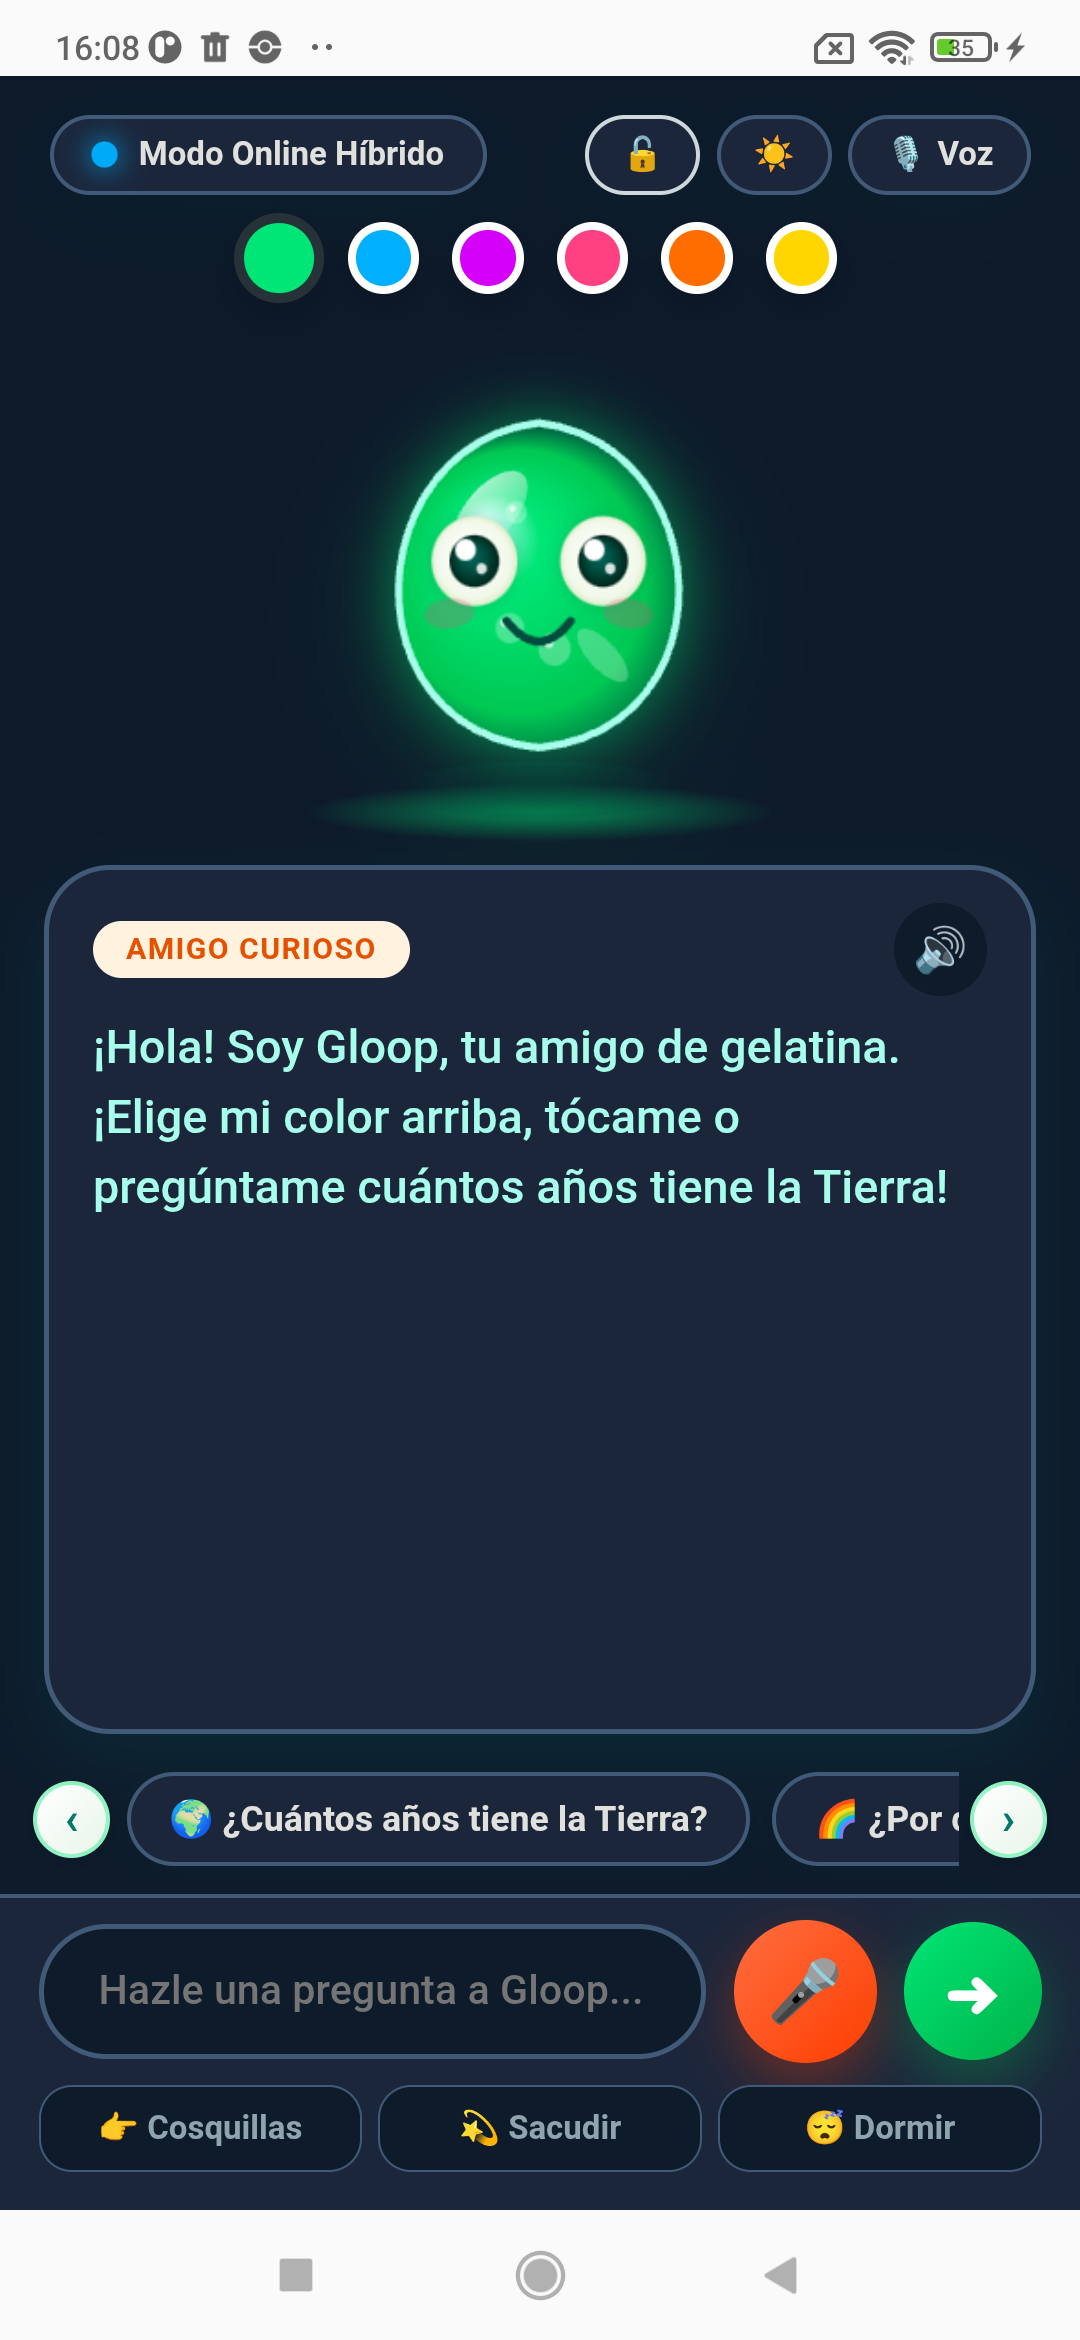 16:08
35
Modo Online Híbrido
Voz
AMIGO CURIOSO
¡Hola! Soy Gloop, tu amigo de gelatina.
¡Elige mi color arriba, tócame o
pregúntame cuántos años tiene la Tierra!
‹
¿Cuántos años tiene la Tierra?
¿Por
›
Hazle una pregunta a Gloop...
Cosquillas
Sacudir
Dormir